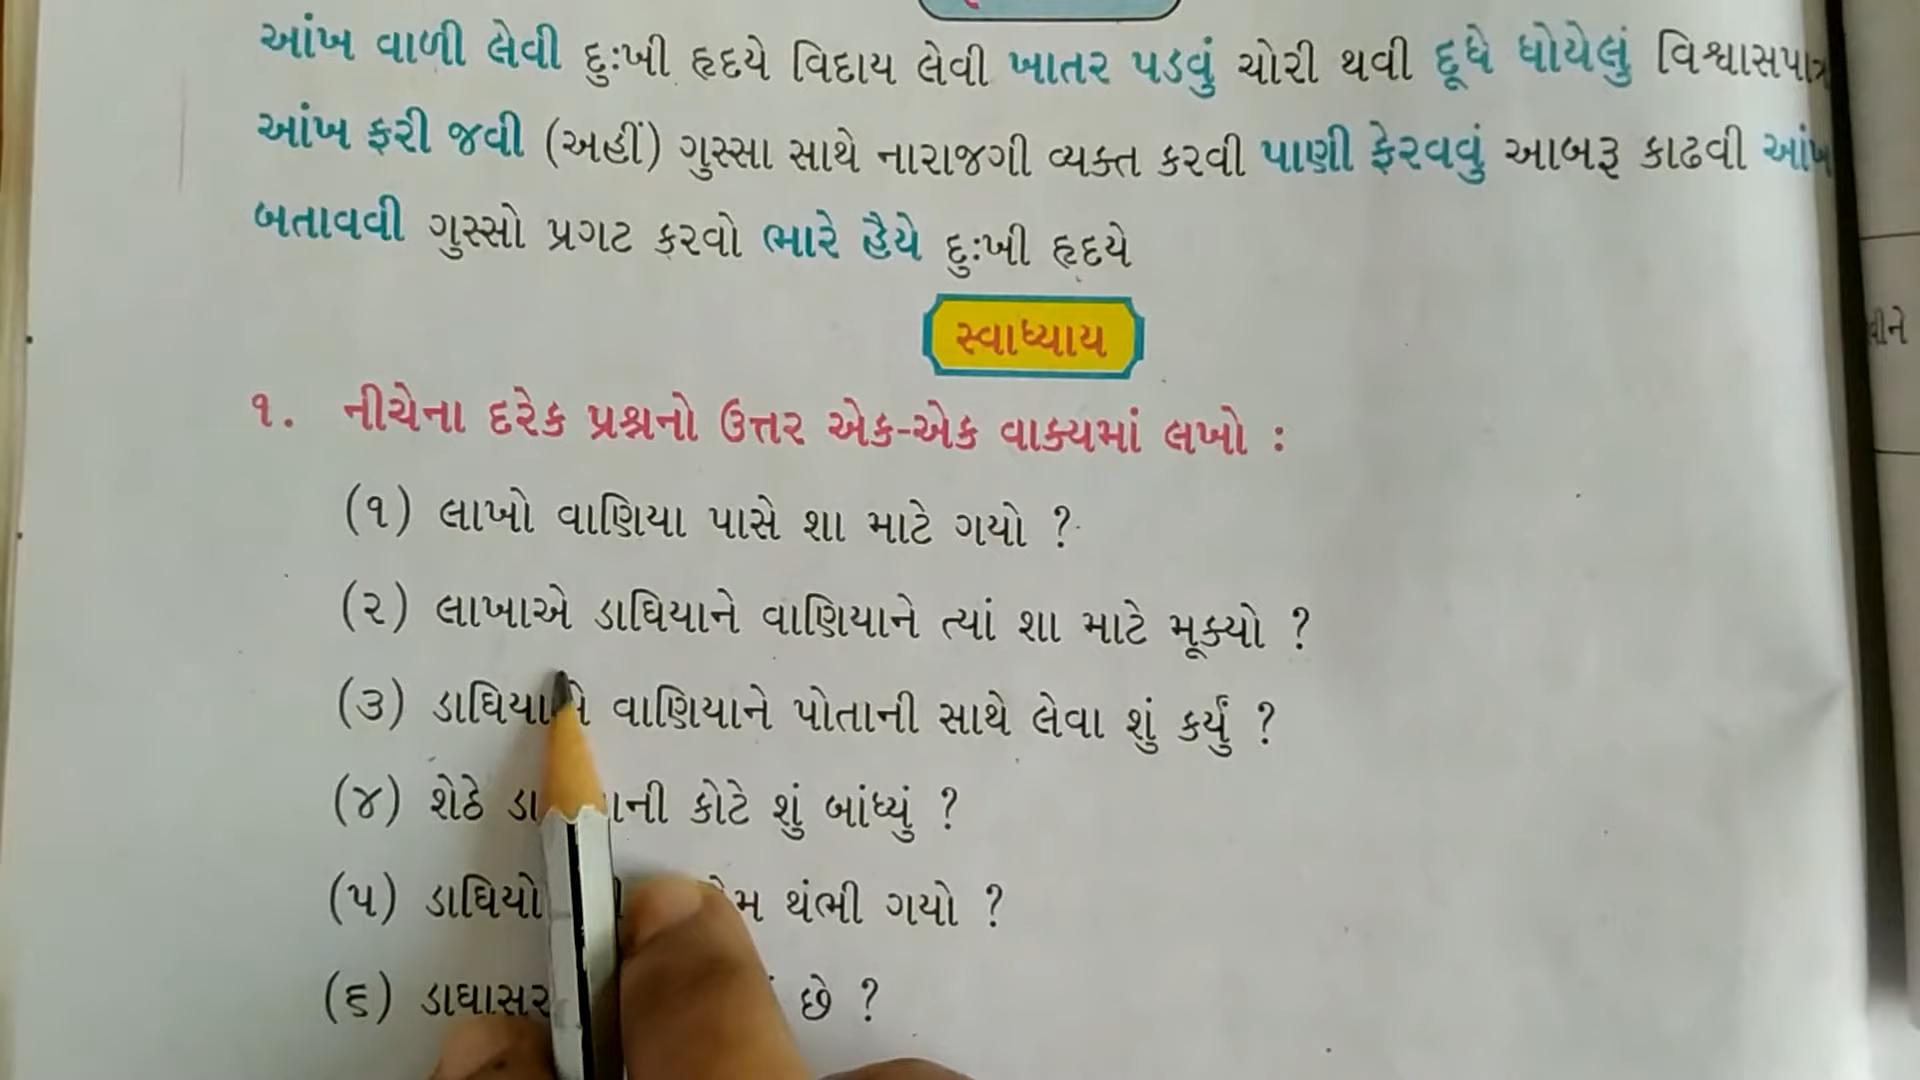 આંખ વાળી લેવી દુઃખી હૃદયે વિદાય લેવી ખાતર પડવું ચોરી થવી દૂધે ધોયેલું વિશ્વાસપાત્ર
આંખ ફરી જવી (અહીં) ગુસ્સા સાથે નારાજગી વ્યક્ત કરવી પાણી ફેરવવું આબરૂ કાઢવી આંખ
બતાવવી ગુસ્સો પ્રગટ કરવો ભારે હૈયે દુઃખી હૃદયે
સ્વાધ્યાય
૧. નીચેના દરેક પ્રશ્નનો ઉત્તર એક-એક વાક્યમાં લખો :
(૧) લાખો વાણિયા પાસે શા માટે ગયો ?
(૨) લાખાએ ડાઘિયાને વાણિયાને ત્યાં શા માટે મૂક્યો ?
(૩) ડાઘિયાએ વાણિયાને પોતાની સાથે લેવા શું કર્યું ?
(૪) શેઠે કોટે શું બાંધ્યું ?
(૫) ડાઘિયો થંભી ગયો ?
(૬) છે ?